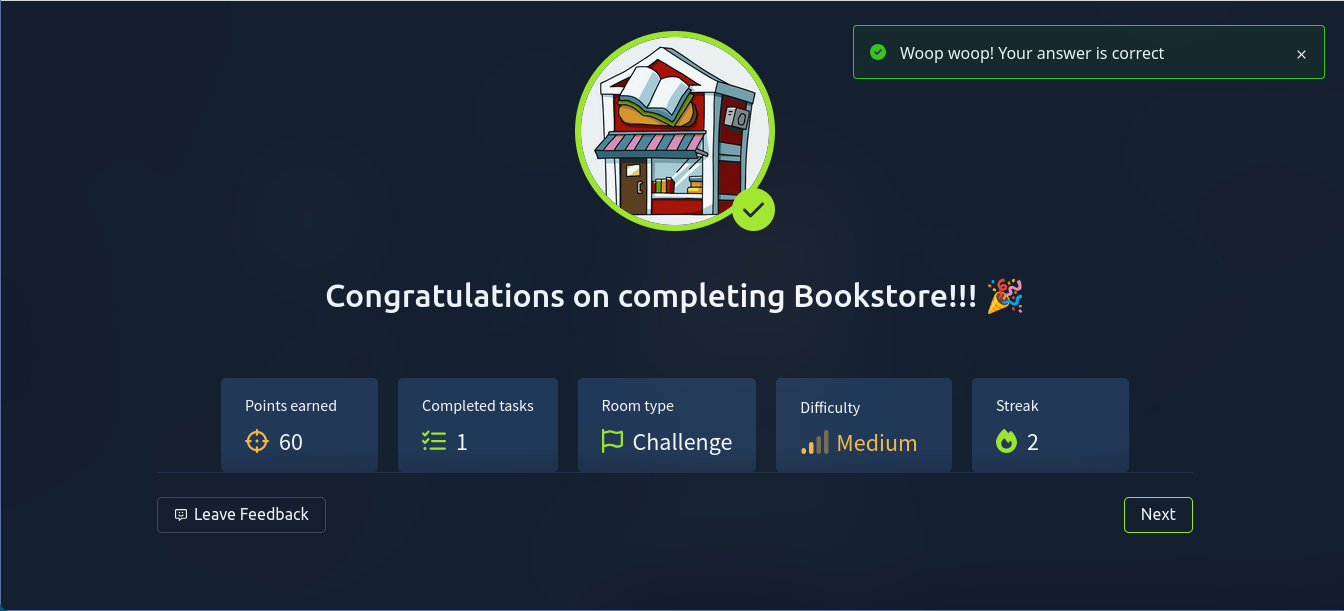 Woop woop! Your answer is correct
Congratulations on completing Bookstore!!! 🎉
Points earned
60
Completed tasks
1
Room type
Challenge
Difficulty
Medium
Streak
2
Leave Feedback
Next